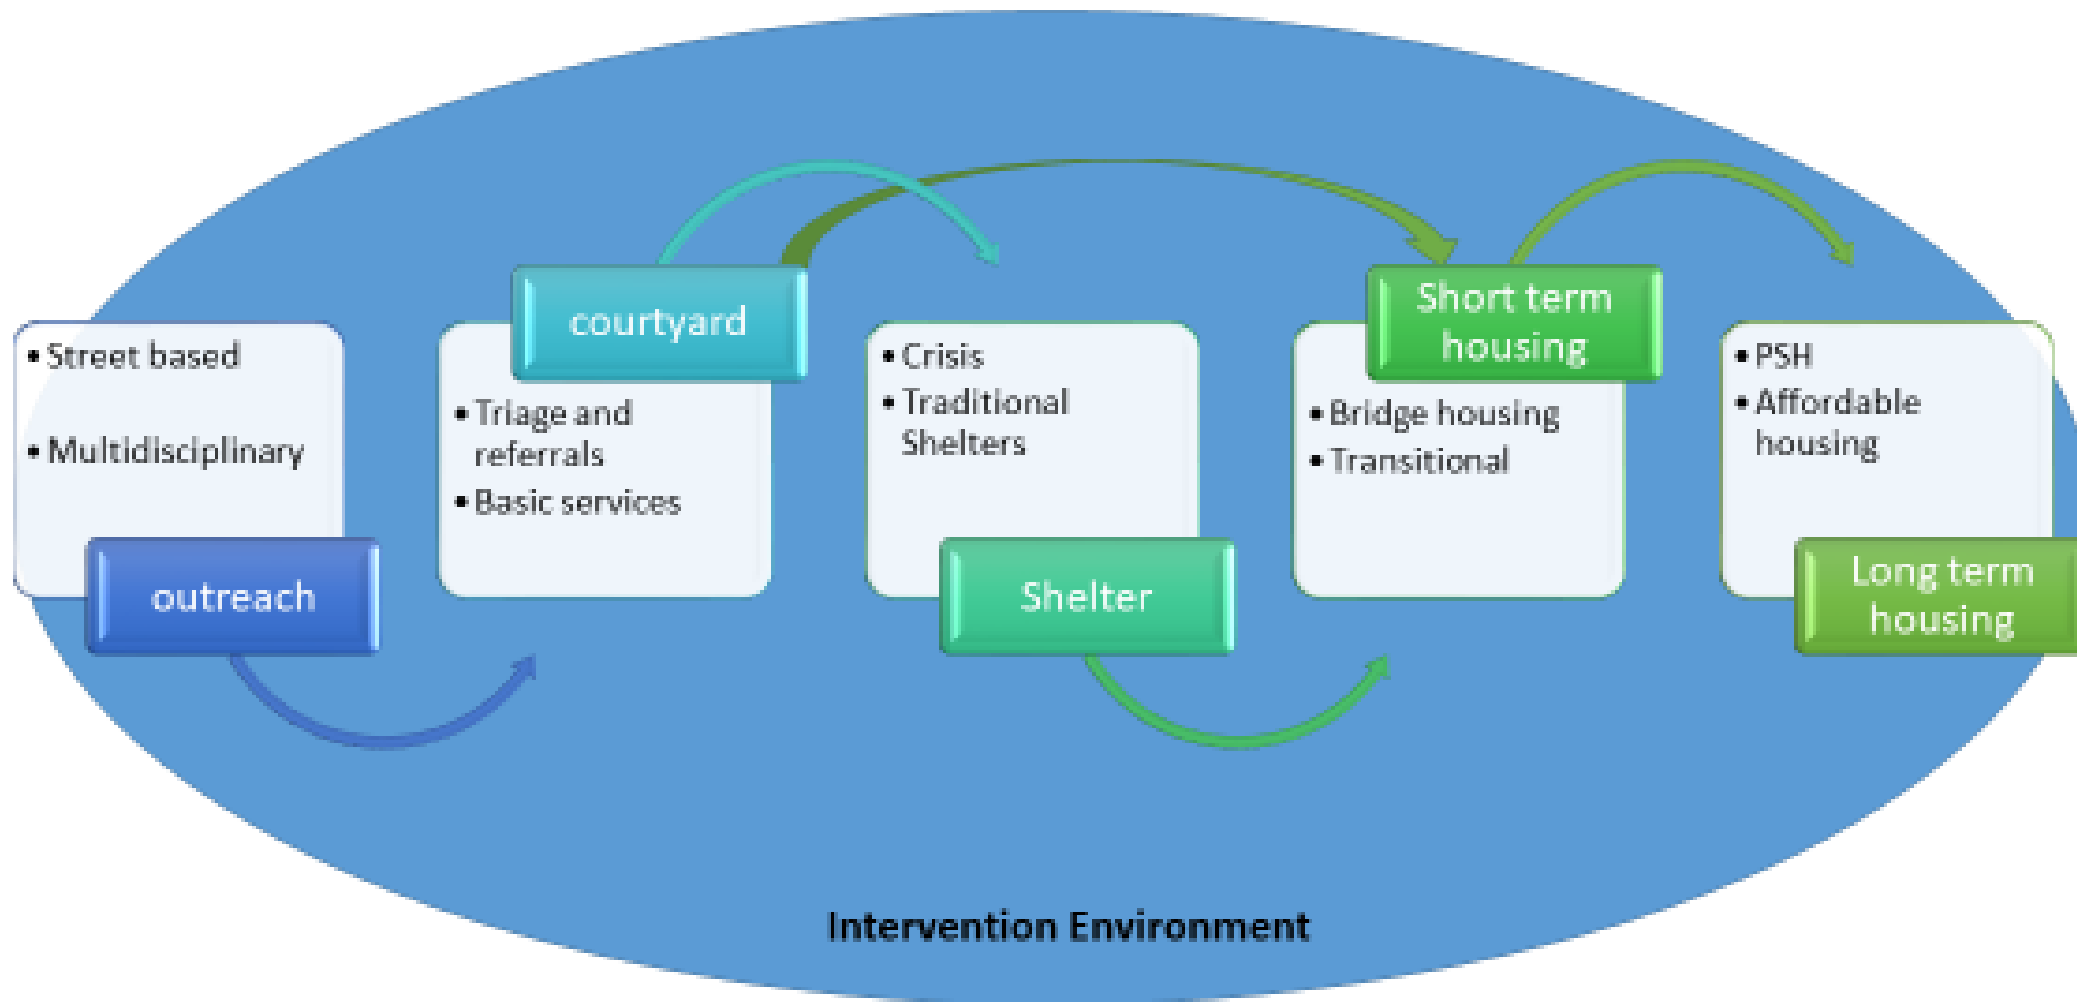 • Street based
• Multidisciplinary
outreach
courtyard
• Triage and
referrals
• Basic services
• Crisis
• Traditional
Shelters
Shelter
Short term
housing
• Bridge housing
• Transitional
• PSH
• Affordable
housing
Long term
housing
Intervention Environment